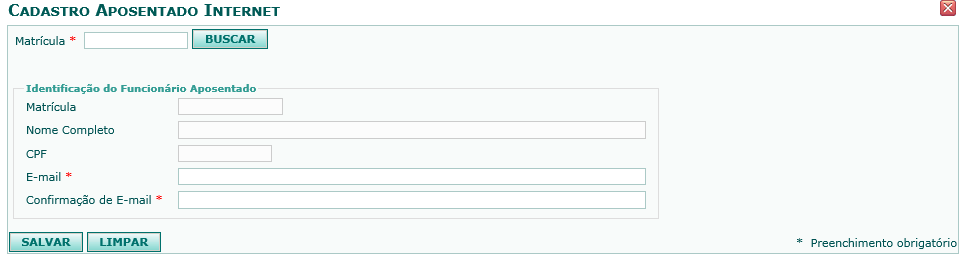 Cadastro Aposentado Internet
Matrícula * BUSCAR
Identificação do Funcionário Aposentado
Matrícula
Nome Completo
CPF
E-mail *
Confirmação de E-mail *
SALVAR LIMPAR * Preenchimento obrigatório